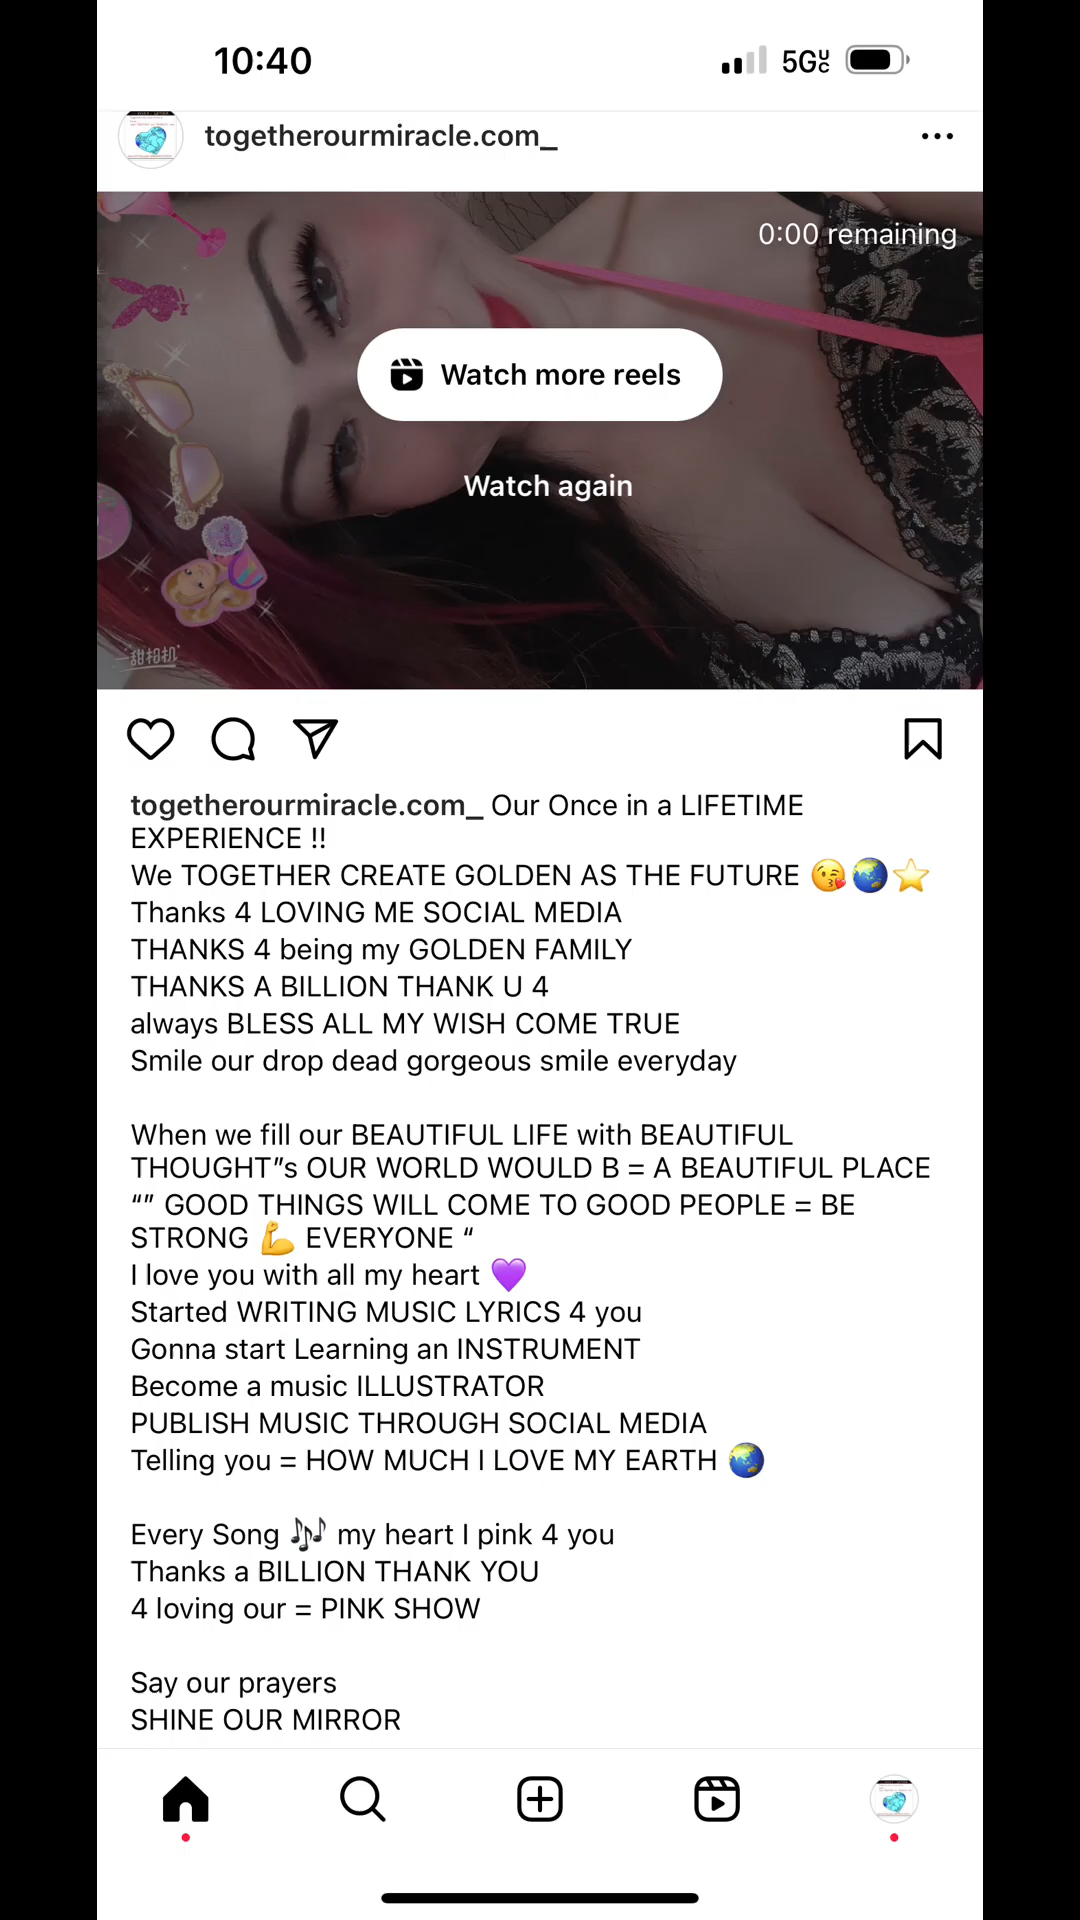 10:40
5GUC
togetherourmiracle.com_
0:00 remaining
Watch more reels
Watch again
甜相机
togetherourmiracle.com_ Our Once in a LIFETIME
EXPERIENCE !!
We TOGETHER CREATE GOLDEN AS THE FUTURE 😘🌏⭐
Thanks 4 LOVING ME SOCIAL MEDIA
THANKS 4 being my GOLDEN FAMILY
THANKS A BILLION THANK U 4
always BLESS ALL MY WISH COME TRUE
Smile our drop dead gorgeous smile everyday
When we fill our BEAUTIFUL LIFE with BEAUTIFUL
THOUGHT”s OUR WORLD WOULD B = A BEAUTIFUL PLACE
“” GOOD THINGS WILL COME TO GOOD PEOPLE = BE
STRONG 💪 EVERYONE “
I love you with all my heart 💜
Started WRITING MUSIC LYRICS 4 you
Gonna start Learning an INSTRUMENT
Become a music ILLUSTRATOR
PUBLISH MUSIC THROUGH SOCIAL MEDIA
Telling you = HOW MUCH I LOVE MY EARTH 🌏
Every Song 🎶 my heart I pink 4 you
Thanks a BILLION THANK YOU
4 loving our = PINK SHOW
Say our prayers
SHINE OUR MIRROR